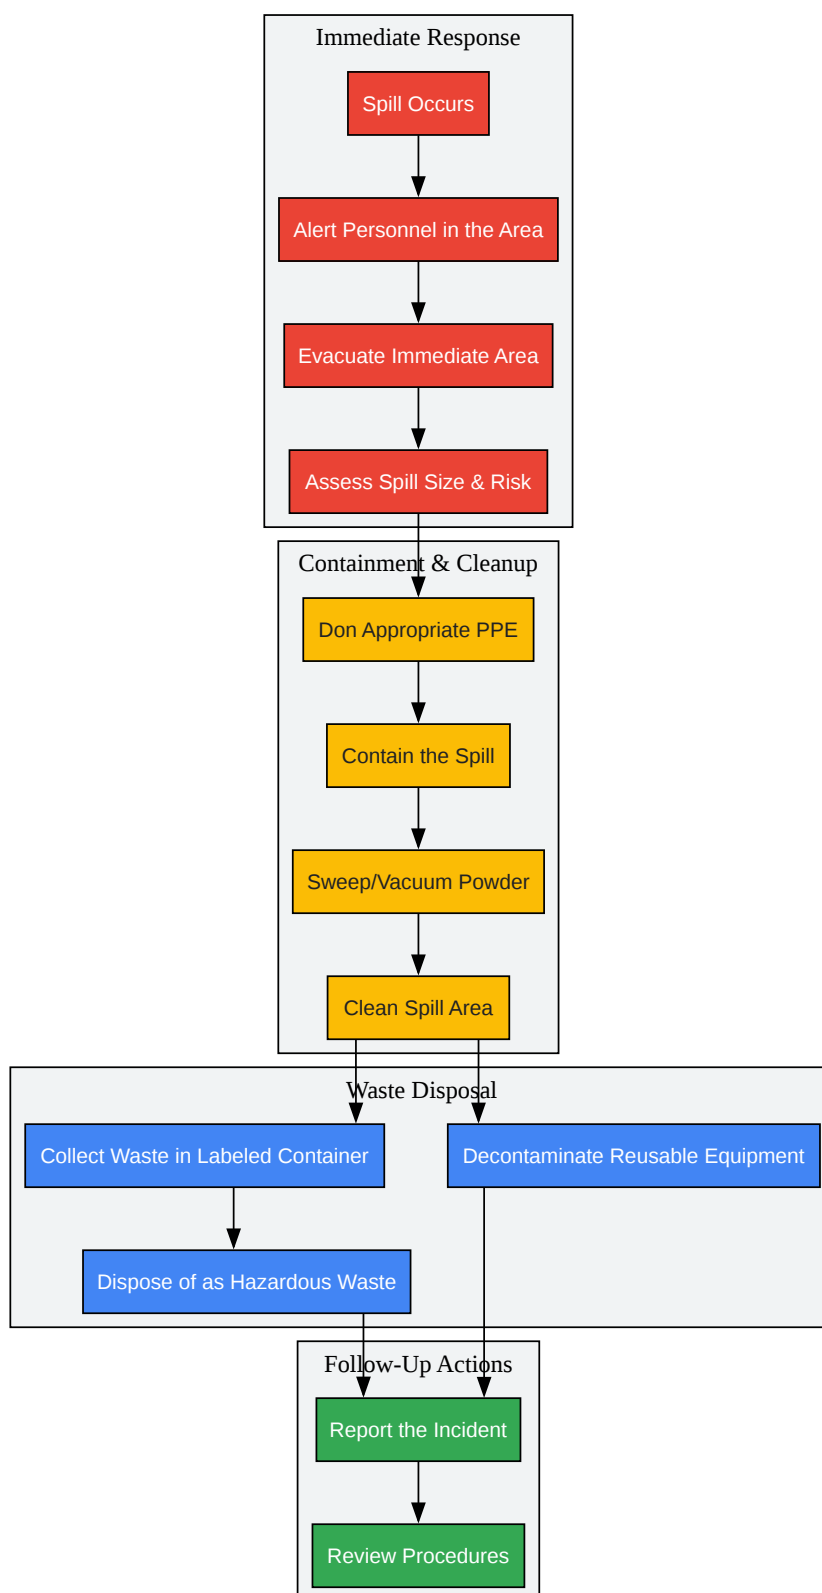 Immediate Response
Spill Occurs
Alert Personnel in the Area
Evacuate Immediate Area
Assess Spill Size & Risk
Containment & Cleanup
Don Appropriate PPE
Contain the Spill
Sweep/Vacuum Powder
Clean Spill Area
Waste Disposal
Collect Waste in Labeled Container
Decontaminate Reusable Equipment
Dispose of as Hazardous Waste
Follow-Up Actions
Report the Incident
Review Procedures